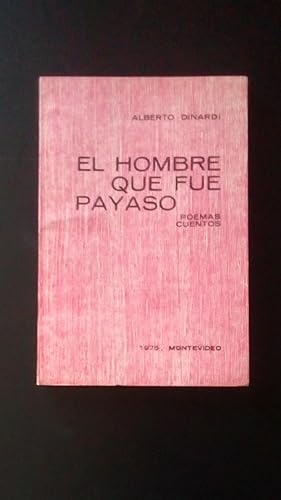 ALBERTO DINARDI
EL HOMBRE
QUE FUE
PAYASO
POEMAS
CUENTOS
1975, MONTEVIDEO